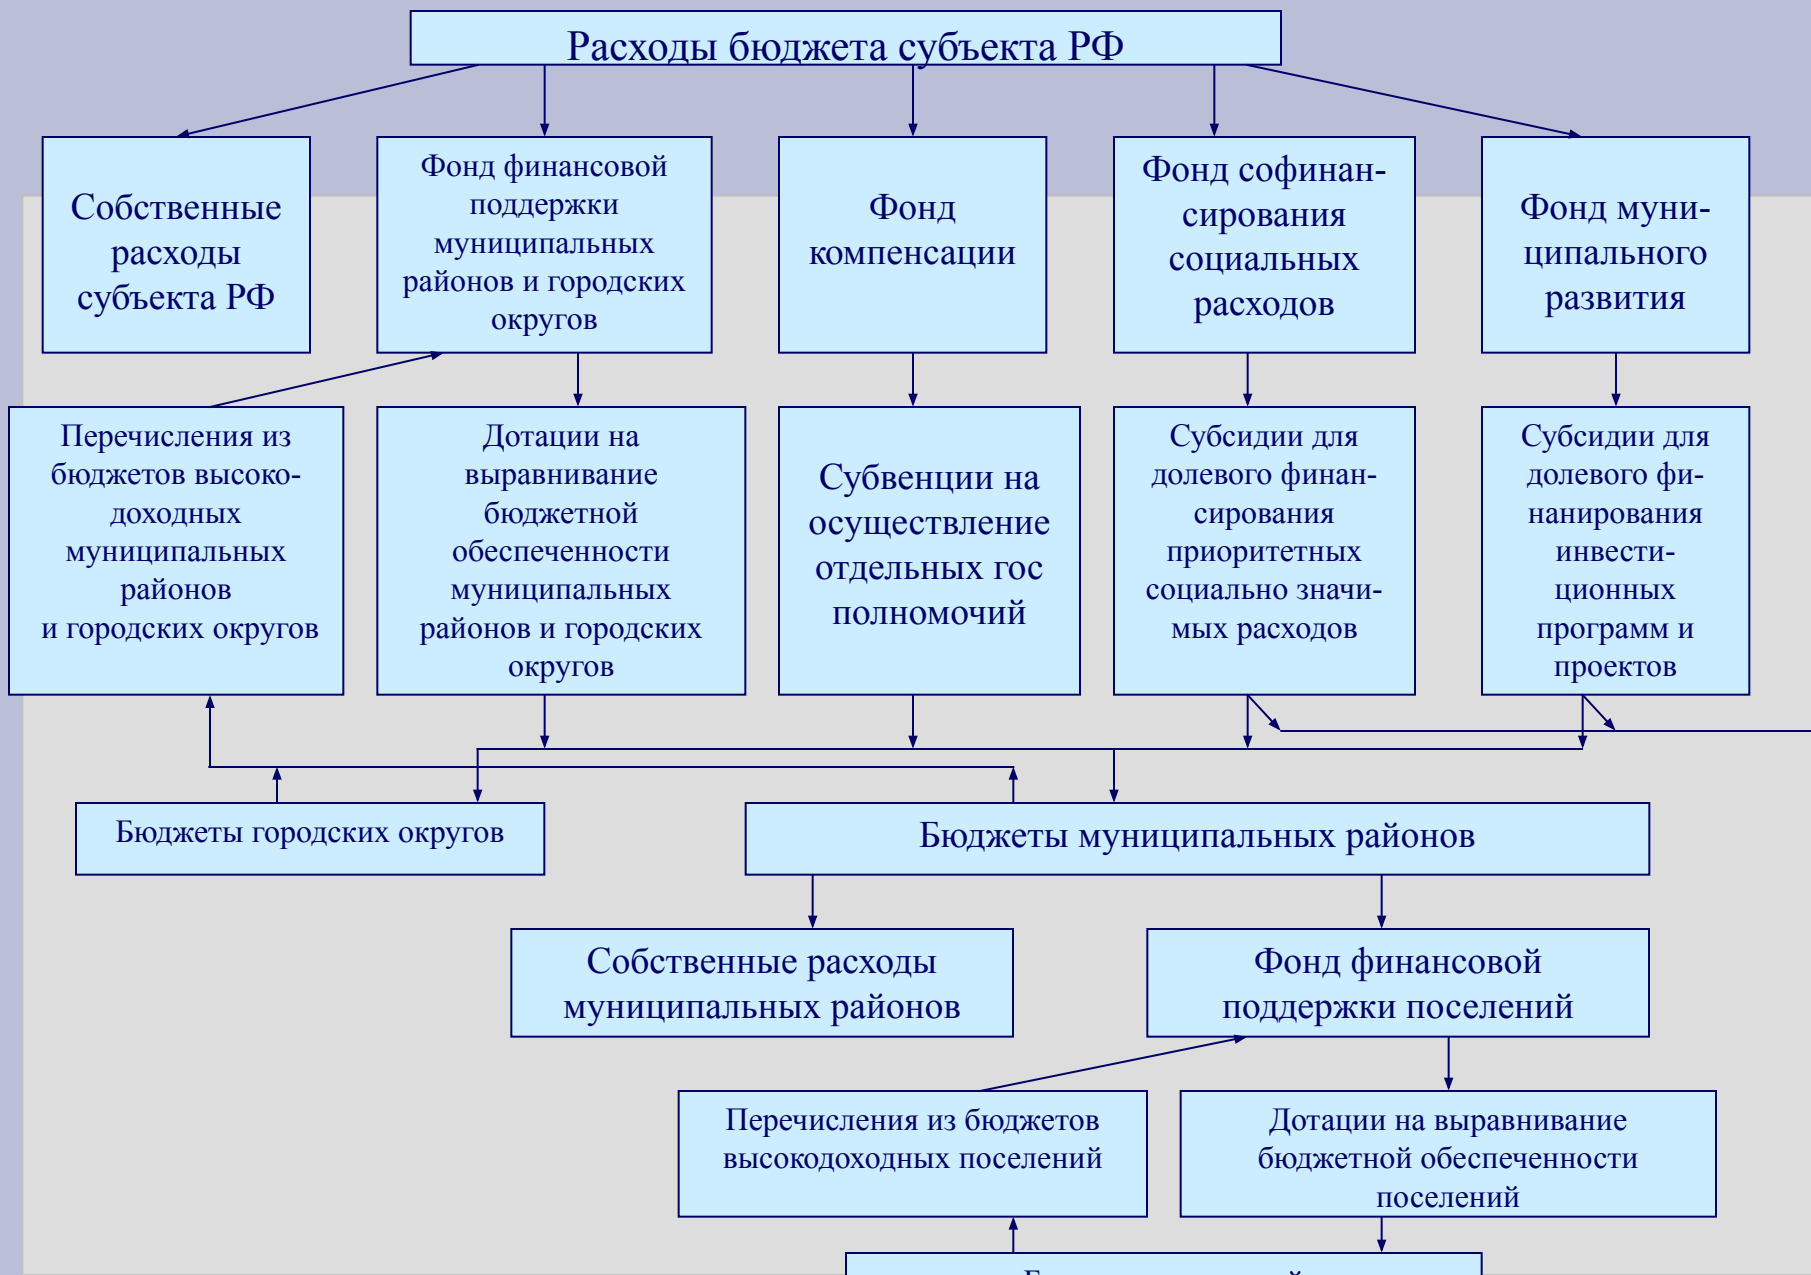 Расходы бюджета субъекта РФ
Собственные
расходы
субъекта РФ
Фонд финансовой
поддержки
муниципальных
районов и городских
округов
Фонд
компенсации
Фонд софинан-
сирования
социальных
расходов
Фонд муни-
ципального
развития
Перечисления из
бюджетов высоко-
доходных
муниципальных
районов
и городских округов
Дотации на
выравнивание
бюджетной
обеспеченности
муниципальных
районов и городских
округов
Субвенции на
осуществление
отдельных гос
полномочий
Субсидии для
долевого финан-
сирования
приоритетных
социально значи-
мых расходов
Субсидии для
долевого фи-
нанирования
инвести-
ционных
программ и
проектов
Бюджеты городских округов
Бюджеты муниципальных районов
Собственные расходы
муниципальных районов
Фонд финансовой
поддержки поселений
Перечисления из бюджетов
высокодоходных поселений
Дотации на выравнивание
бюджетной обеспеченности
поселений